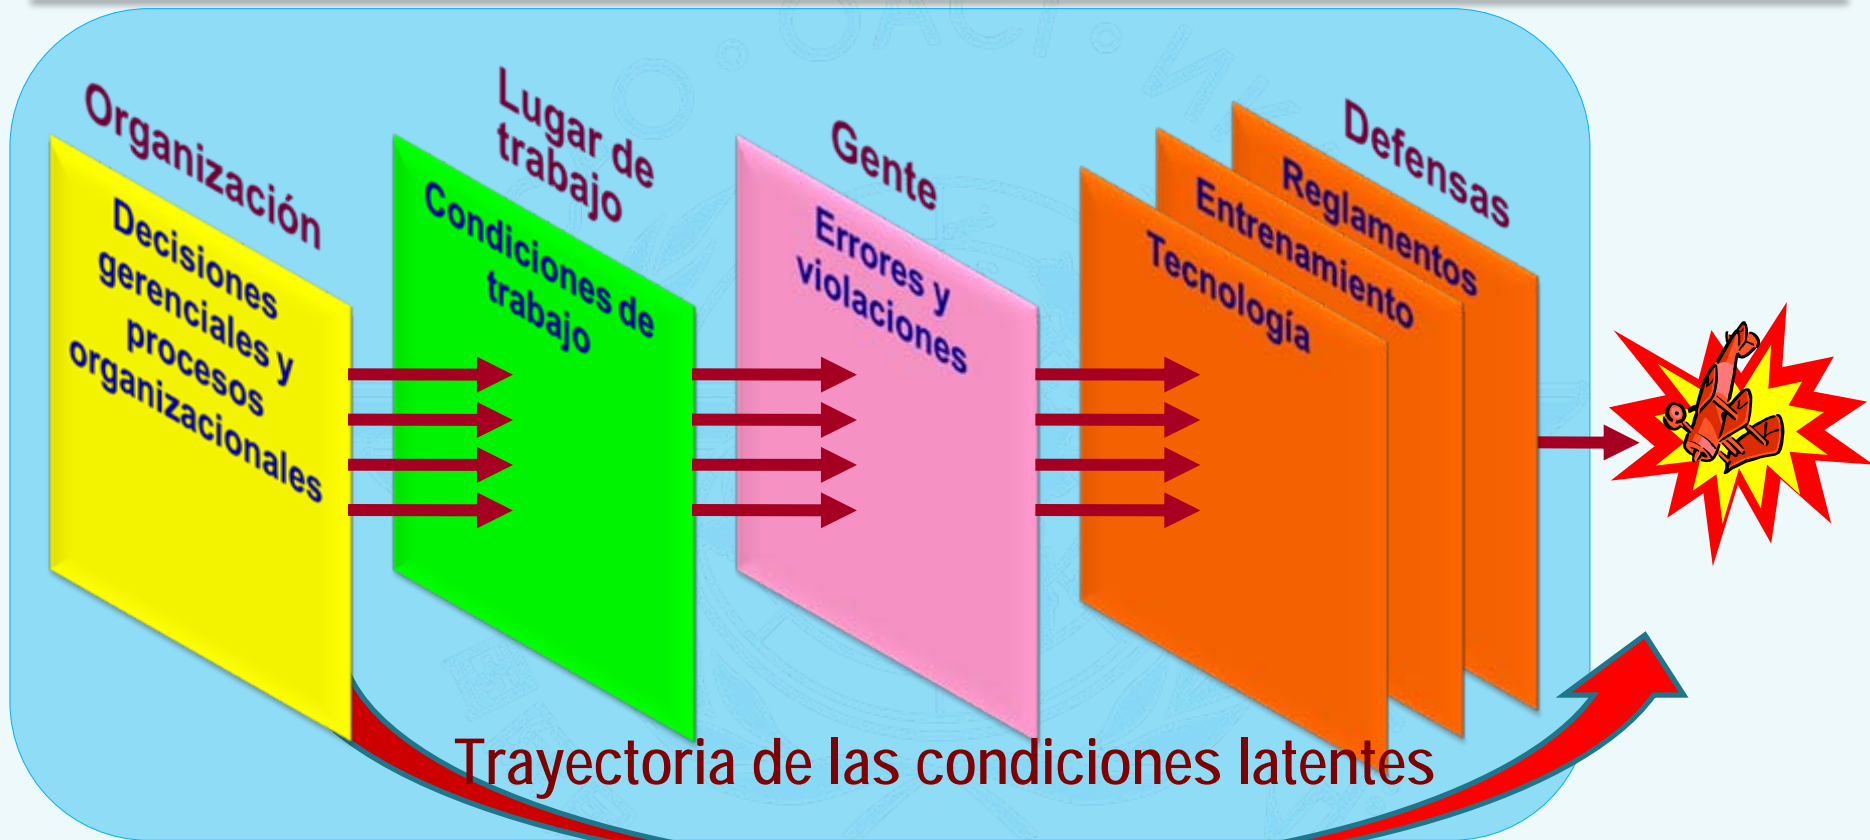 Organización
Decisiones
gerenciales y
procesos
organizacionales
Lugar de
trabajo
Condiciones de
trabajo
Gente
Errores y
violaciones
Defensas
Reglamentos
Entrenamiento
Tecnología
Trayectoria de las condiciones latentes
OACI